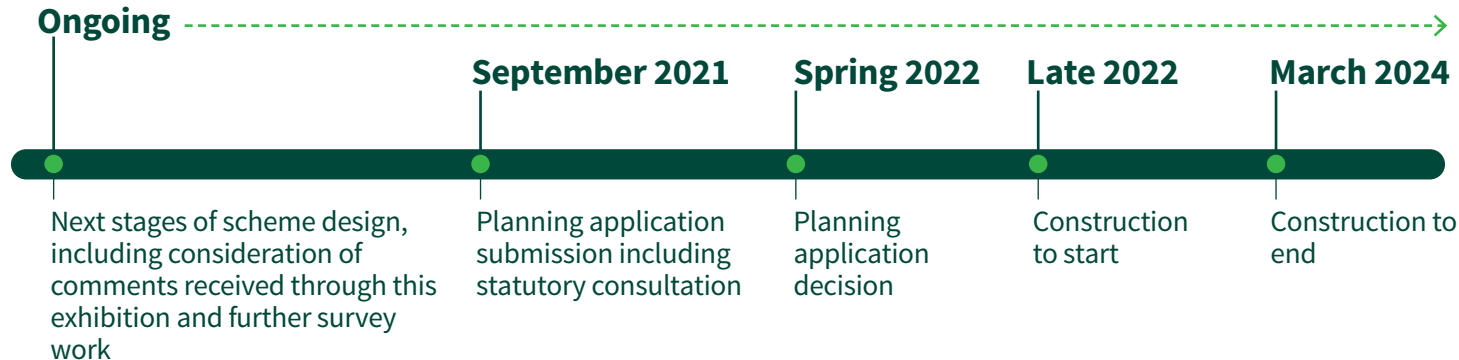 Ongoing
September 2021
Spring 2022
Late 2022
March 2024
Next stages of scheme design,
including consideration of
comments received through this
exhibition and further survey
work
Planning application
submission including
statutory consultation
Planning
application
decision
Construction
to start
Construction to
end